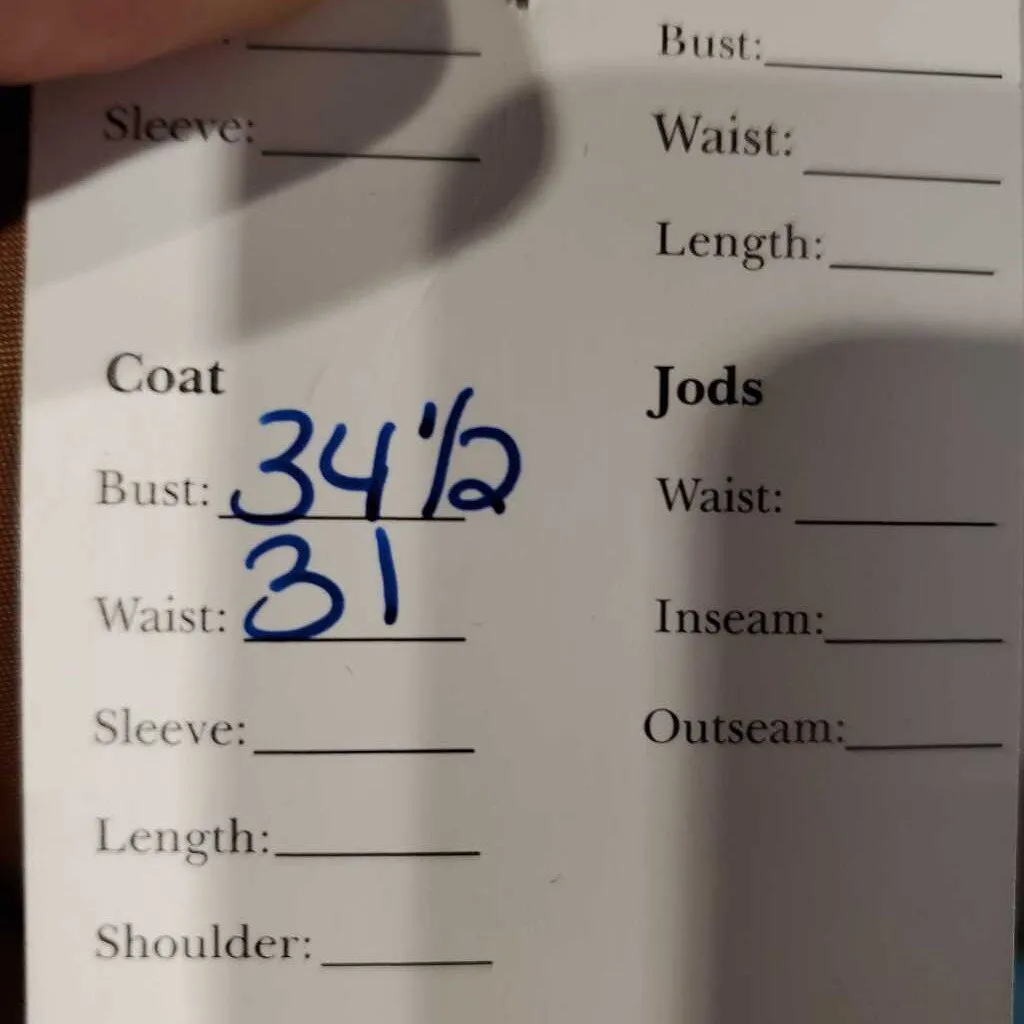 Sleeve:
Bust:
Waist:
Length:
Coat
Bust: 34 1/2
Waist: 31
Sleeve:
Length:
Shoulder:
Jods
Waist:
Inseam:
Outseam: